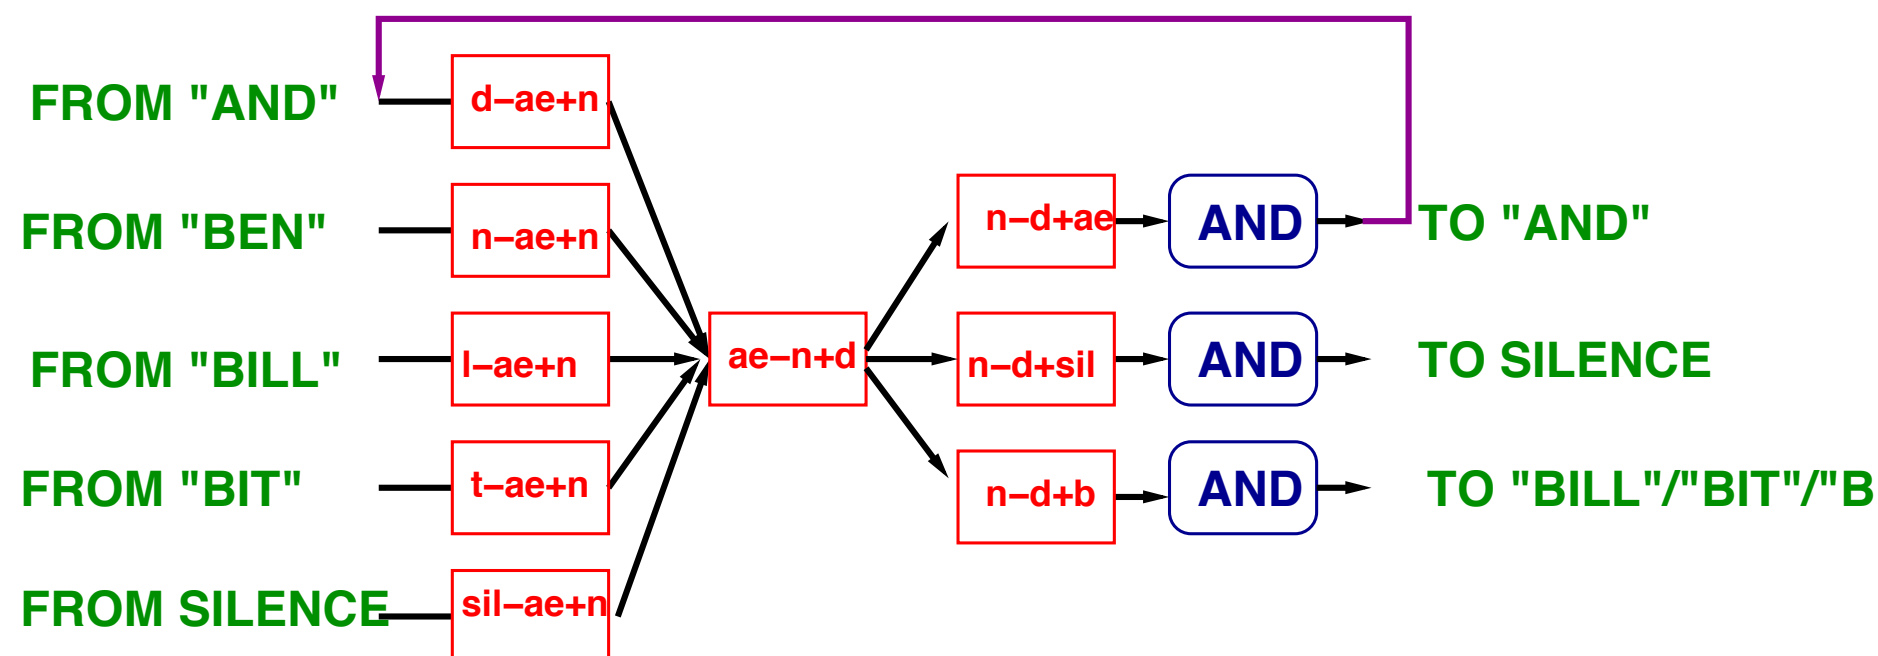 FROM "AND"
d−ae+n
FROM "BEN"
n−ae+n
n−d+ae
AND
TO "AND"
FROM "BILL"
l−ae+n
ae−n+d
n−d+sil
AND
TO SILENCE
FROM "BIT"
t−ae+n
n−d+b
AND
TO "BILL"/"BIT"/"B
FROM SILENCE
sil−ae+n